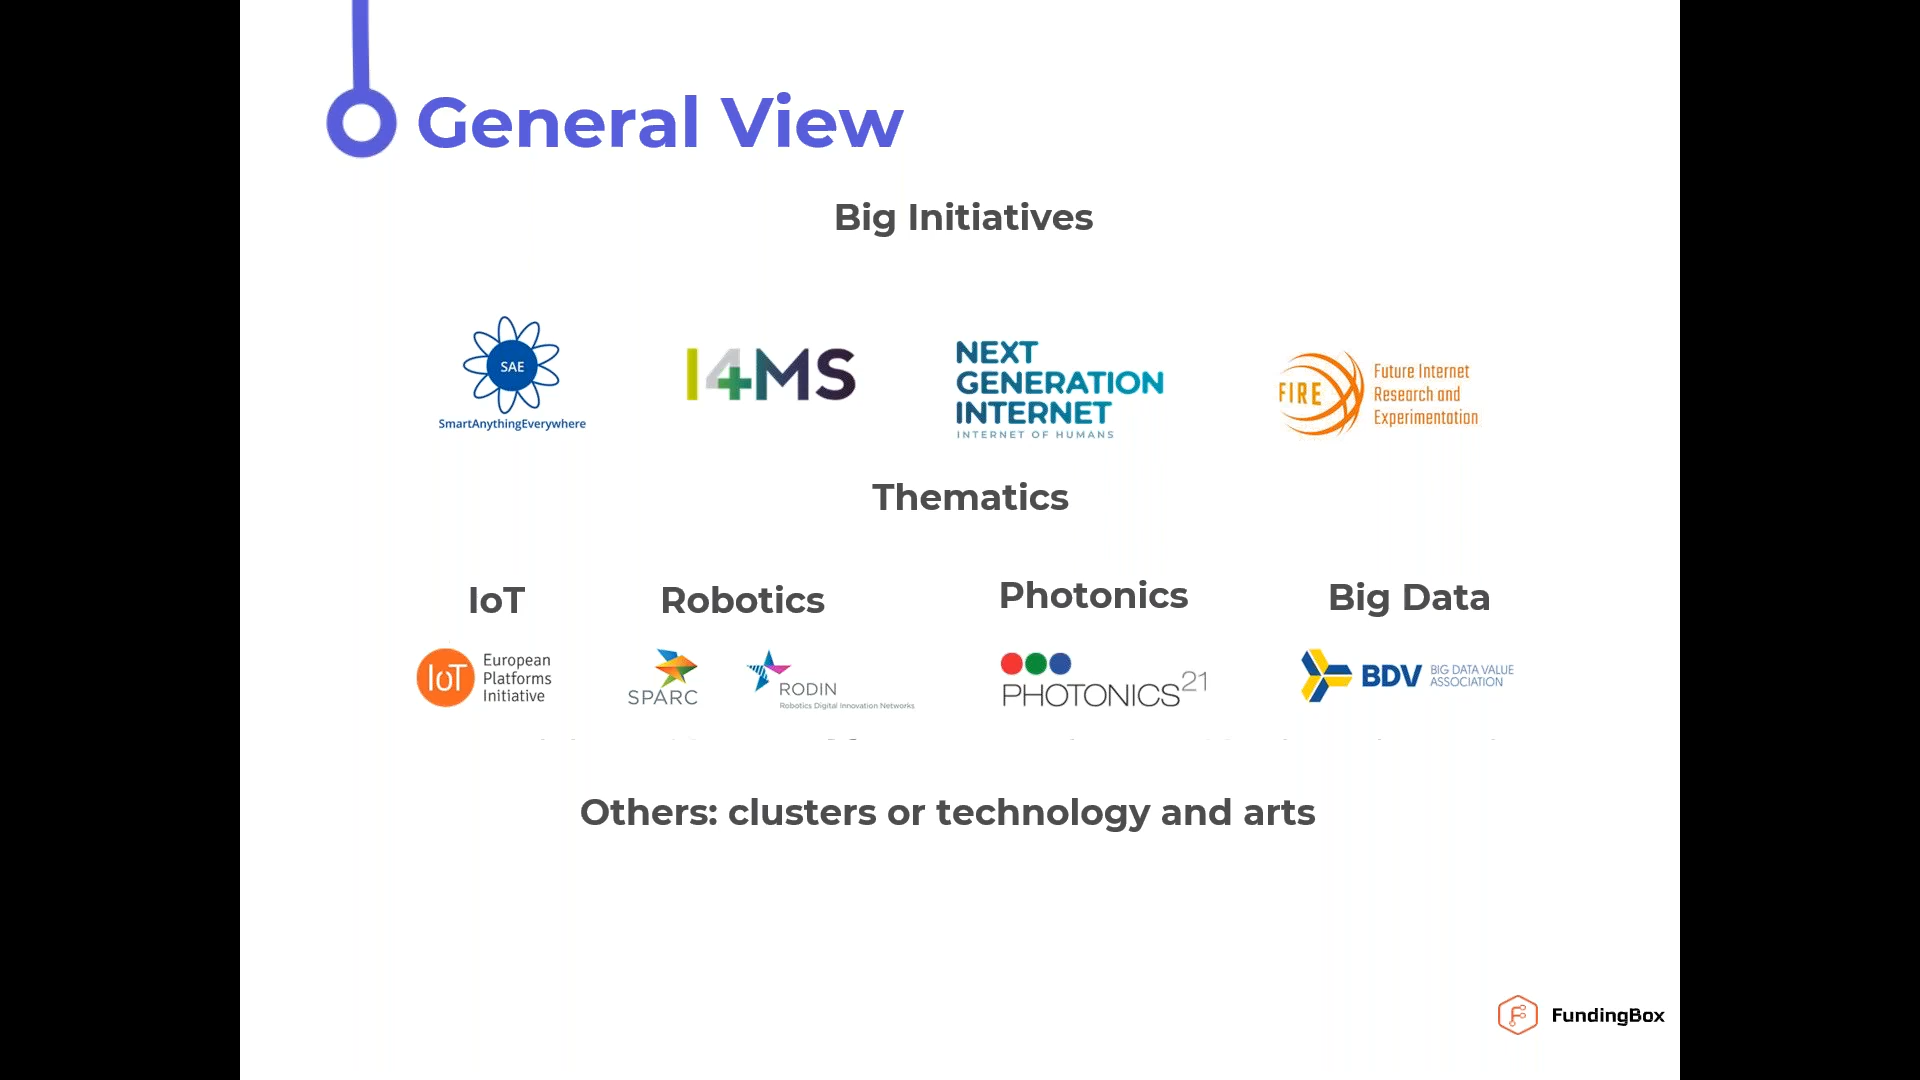 General View
Big Initiatives
SAE
SmartAnythingEverywhere
I4MS
NEXT
GENERATION
INTERNET
INTERNET OF HUMANS
FIRE
Future Internet
Research and
Experimentation
Thematics
IoT
Robotics
Photonics
Big Data
IoT
European
Platforms
Initiative
SPARC
RODIN
Robotics Digital Innovation Networks
PHOTONICS21
BDV
BIG DATA VALUE
ASSOCIATION
Others: clusters or technology and arts
FundingBox